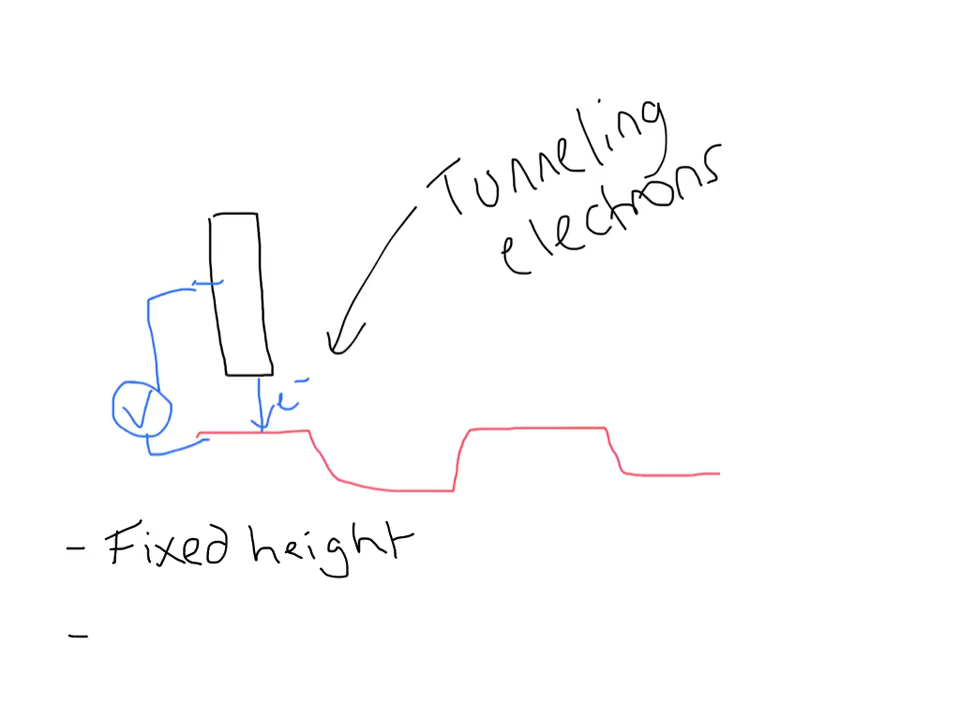 Tunneling
electrons
V
e⁻
- Fixed height
-